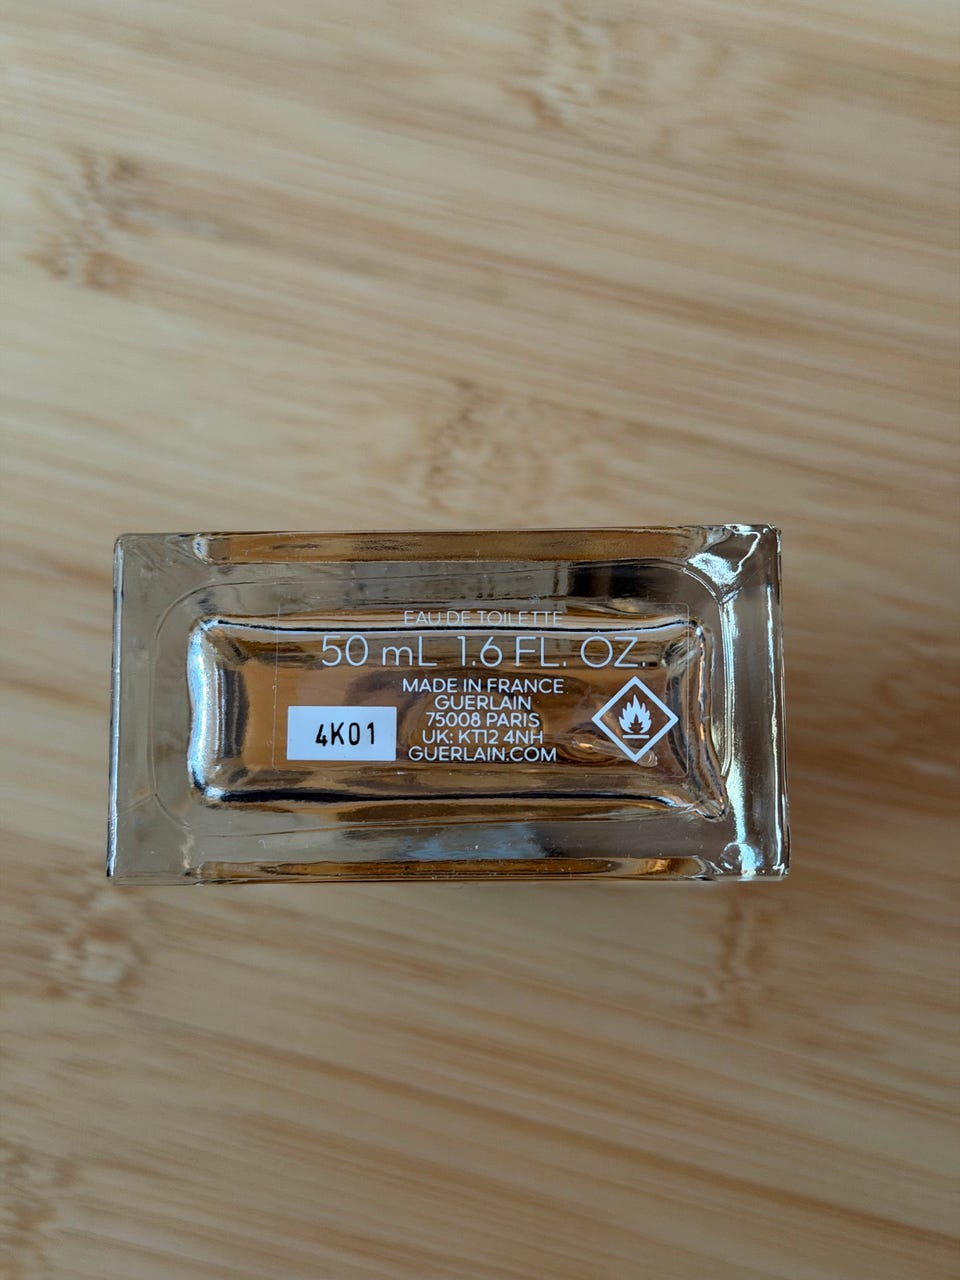 EAU DE TOILETTE
50 mL 1.6 FL. OZ.
MADE IN FRANCE
GUERLAIN
75008 PARIS
UK: KT12 4NH
GUERLAIN.COM
4K01